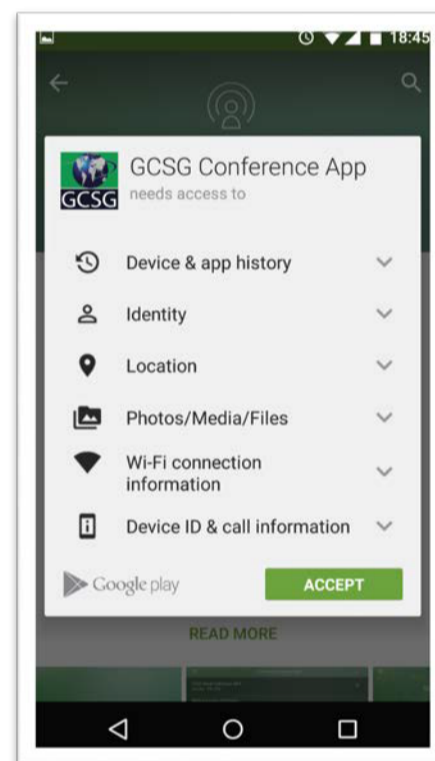 18:45
GCSG Conference App
GCSG
needs access to
Device & app history
Identity
Location
Photos/Media/Files
Wi-Fi connection
information
Device ID & call information
Google play
ACCEPT
READ MORE